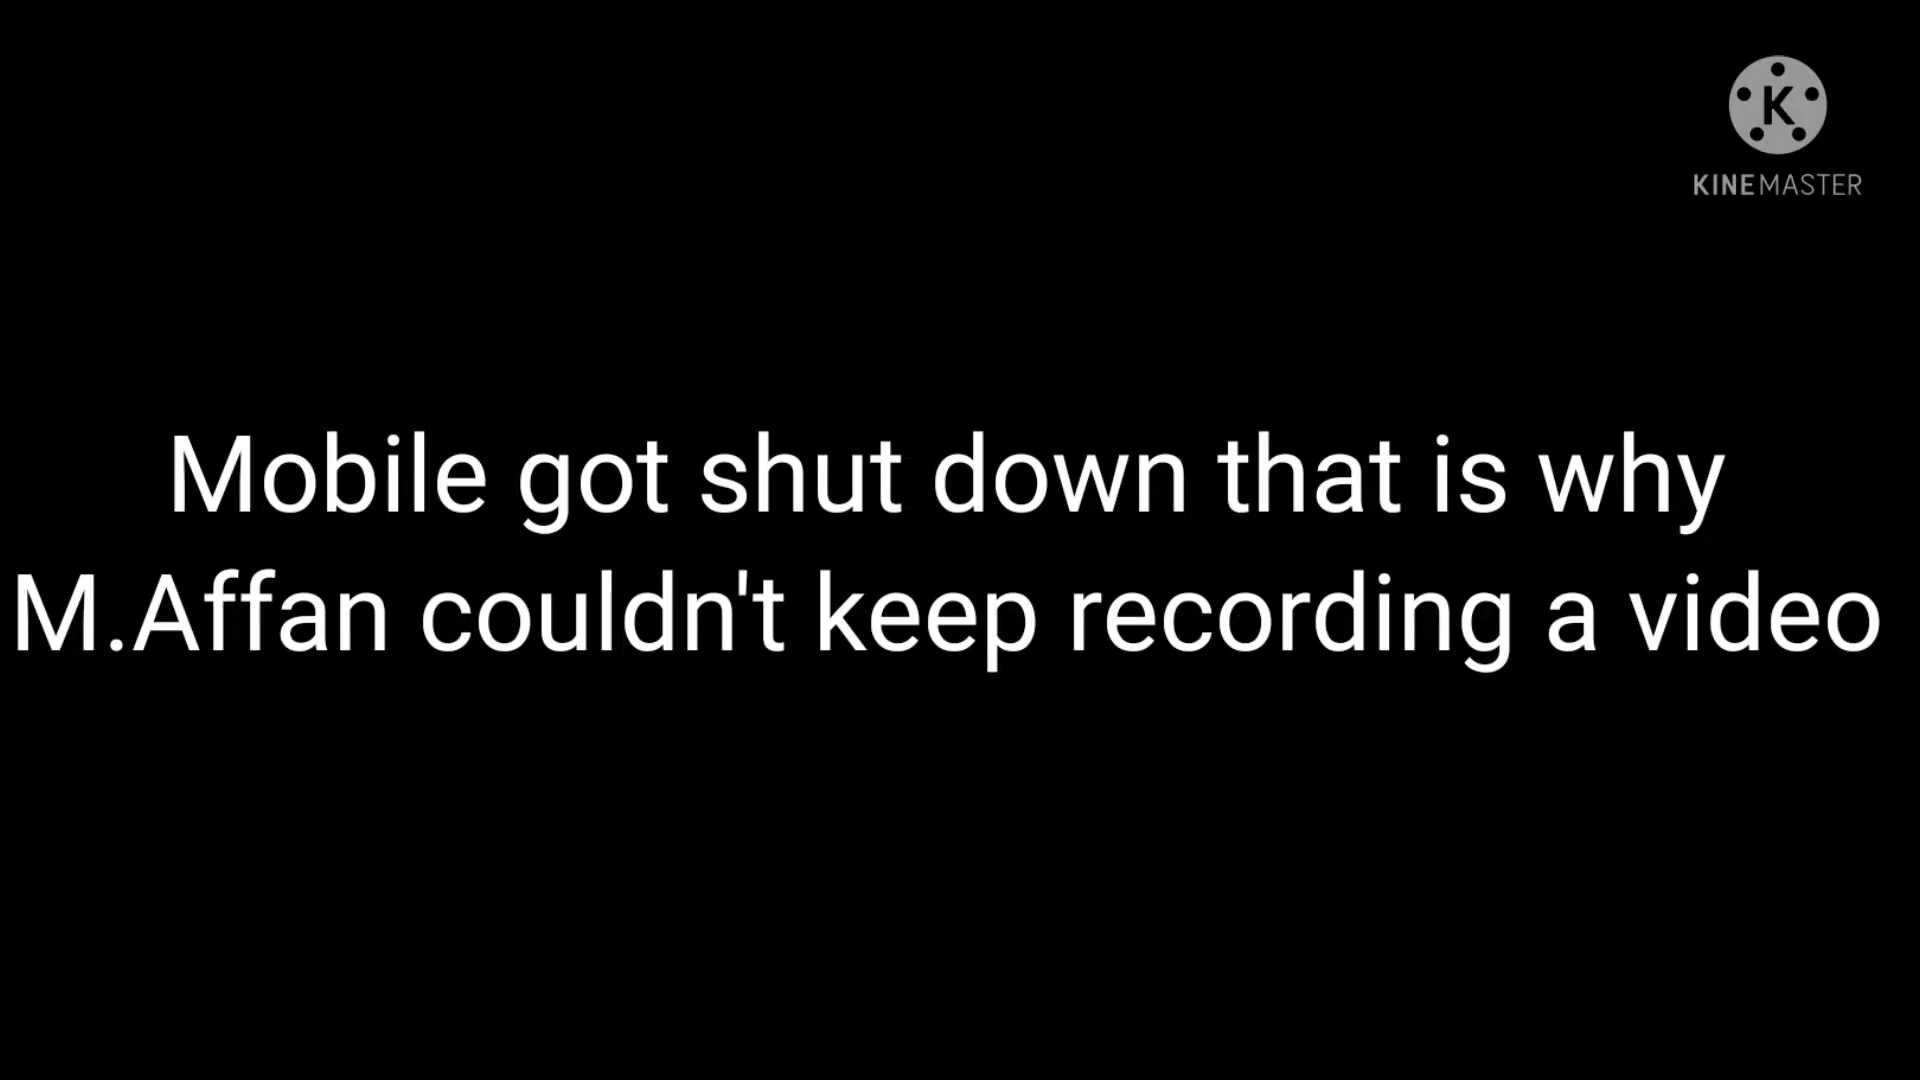 K
KINEMASTER
Mobile got shut down that is why
M.Affan couldn't keep recording a video